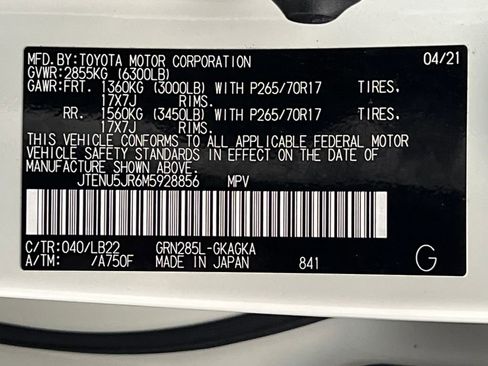 MFD.BY:TOYOTA MOTOR CORPORATION 04/21
GVWR:2855KG (6300LB)
GAWR:FRT. 1360KG (3000LB) WITH P265/70R17 TIRES.
17X7J RIMS.
RR. 1560KG (3450LB) WITH P265/70R17 TIRES.
17X7J RIMS.
THIS VEHICLE CONFORMS TO ALL APPLICABLE FEDERAL MOTOR
VEHICLE SAFETY STANDARDS IN EFFECT ON THE DATE OF
MANUFACTURE SHOWN ABOVE.
JTENU5JR6M5928856 MPV
C/TR:040/LB22 GRN285L-GKAGKA
A/TM: /A750F MADE IN JAPAN 841 G